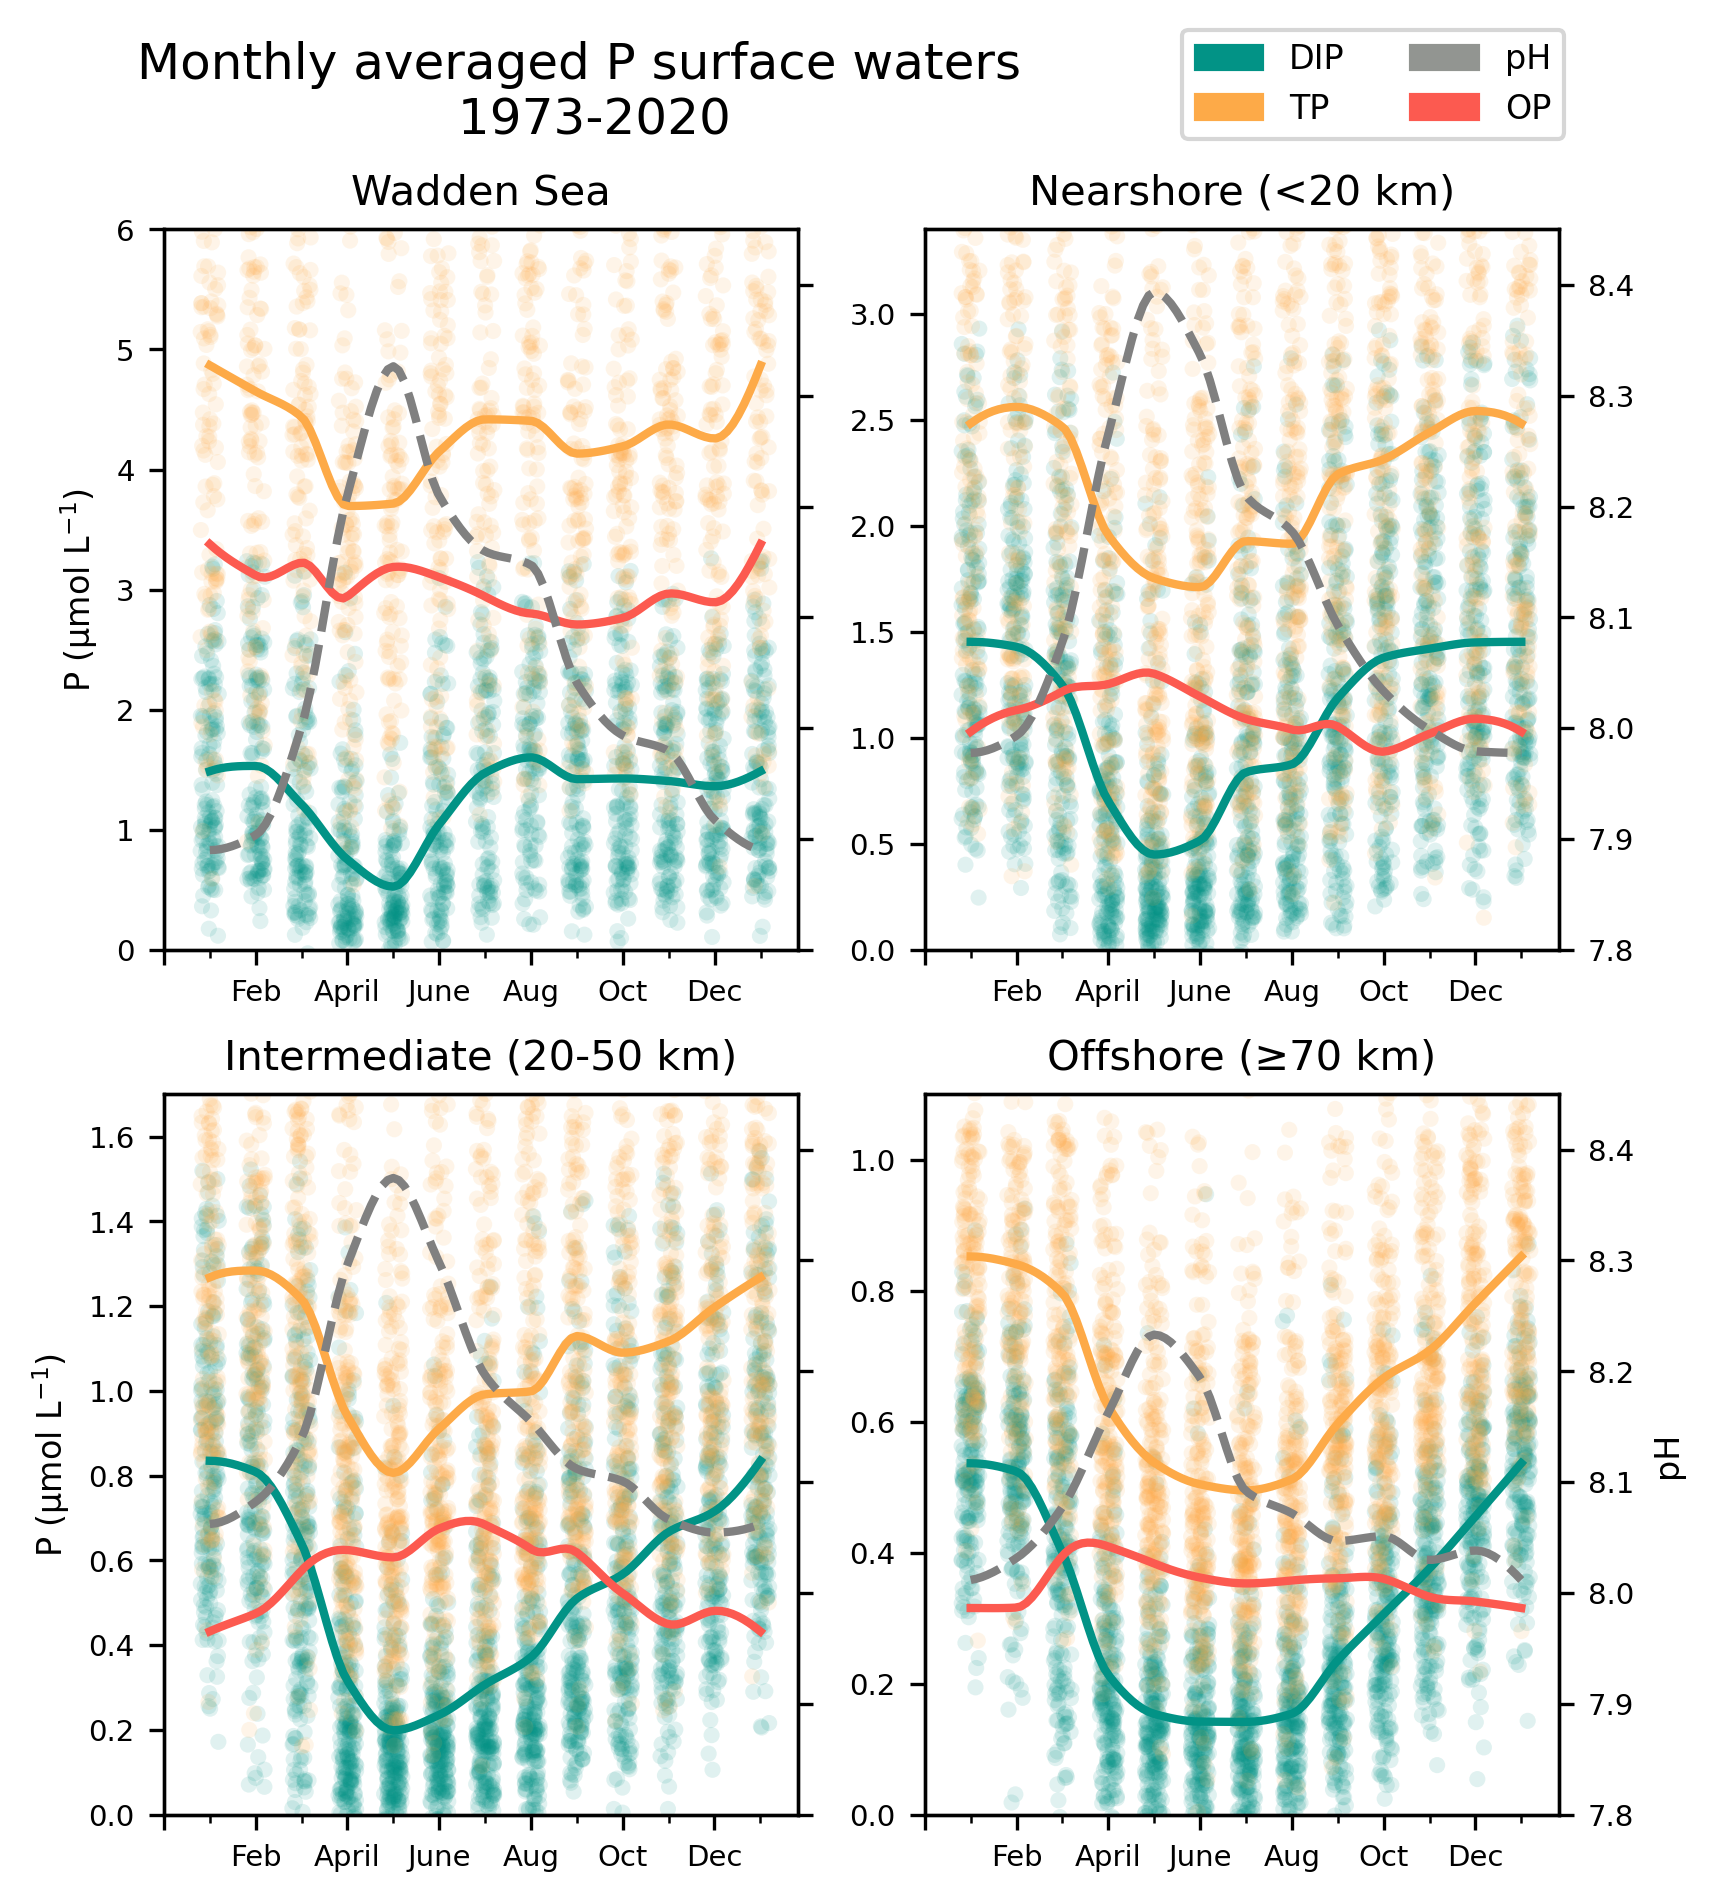 Monthly averaged P surface waters
1973-2020
DIP
pH
TP
OP
Wadden Sea
Nearshore (<20 km)
6
5
4
3
2
1
0
P (µmol L⁻¹)
Feb April June Aug Oct Dec
3.0
2.5
2.0
1.5
1.0
0.5
0.0
8.4
8.3
8.2
8.1
8.0
7.9
7.8
Feb April June Aug Oct Dec
Intermediate (20-50 km)
Offshore (≥70 km)
1.6
1.4
1.2
1.0
0.8
0.6
0.4
0.2
0.0
P (µmol L⁻¹)
Feb April June Aug Oct Dec
1.0
0.8
0.6
0.4
0.2
0.0
8.4
8.3
8.2
8.1
8.0
7.9
7.8
pH
Feb April June Aug Oct Dec